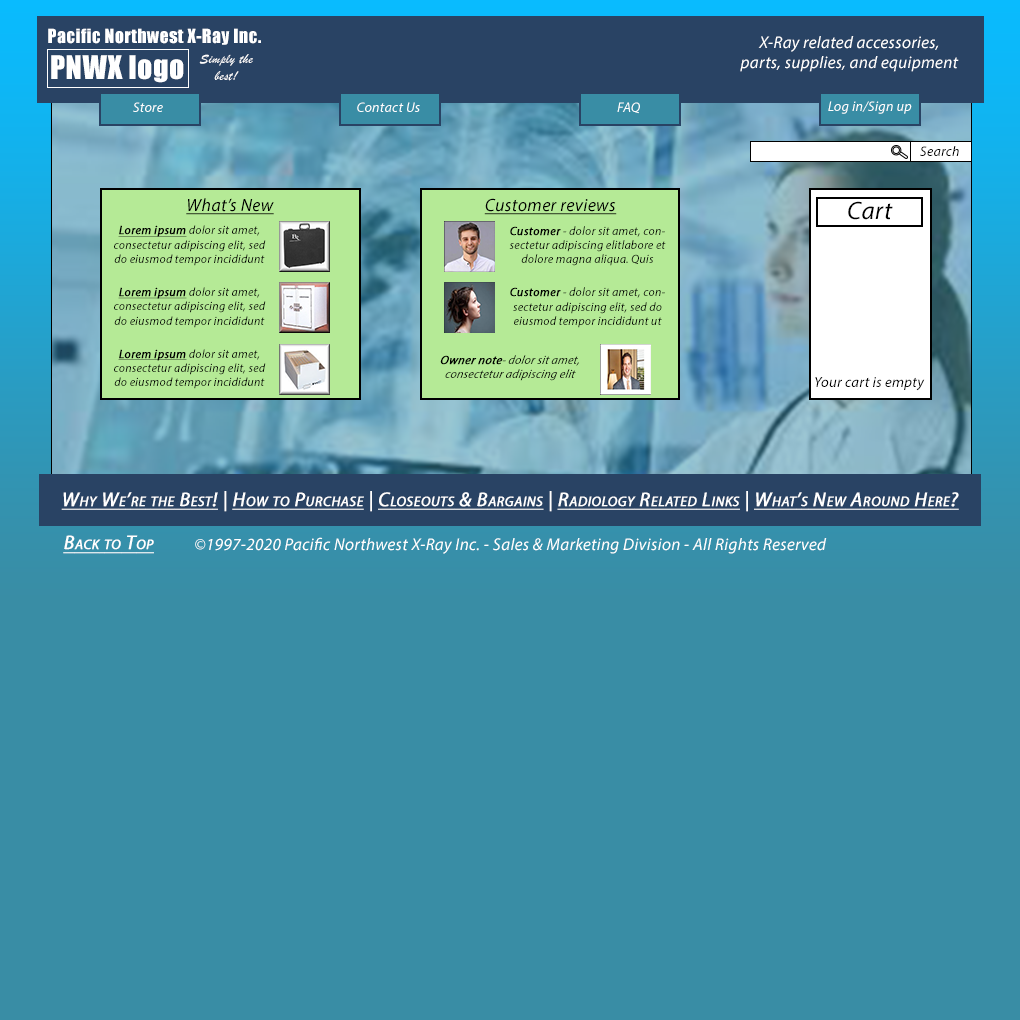 Pacific Northwest X-Ray Inc.
PNWX logo
Simply the
best!
X-Ray related accessories,
parts, supplies, and equipment
Store
Contact Us
FAQ
Log in/Sign up
Search
What's New
Lorem ipsum dolor sit amet,
consectetur adipiscing elit, sed
do eiusmod tempor incididunt
Lorem ipsum dolor sit amet,
consectetur adipiscing elit, sed
do eiusmod tempor incididunt
Lorem ipsum dolor sit amet,
consectetur adipiscing elit, sed
do eiusmod tempor incididunt
Customer reviews
Customer - dolor sit amet, con-
sectetur adipiscing elitlabore et
dolore magna aliqua. Quis
Customer - dolor sit amet, con-
sectetur adipiscing elit, sed do
eiusmod tempor incididunt ut
Owner note- dolor sit amet,
consectetur adipiscing elit
Cart
Your cart is empty
Why We're the Best! | How to Purchase | Closeouts & Bargains | Radiology Related Links | What's New Around Here?
Back to Top
©1997-2020 Pacific Northwest X-Ray Inc. - Sales & Marketing Division - All Rights Reserved